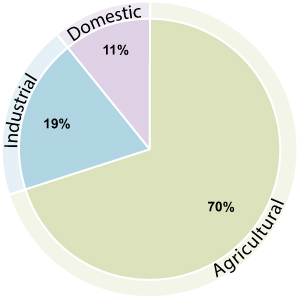 Domestic
11%
Industrial
19%
70%
Agricultural